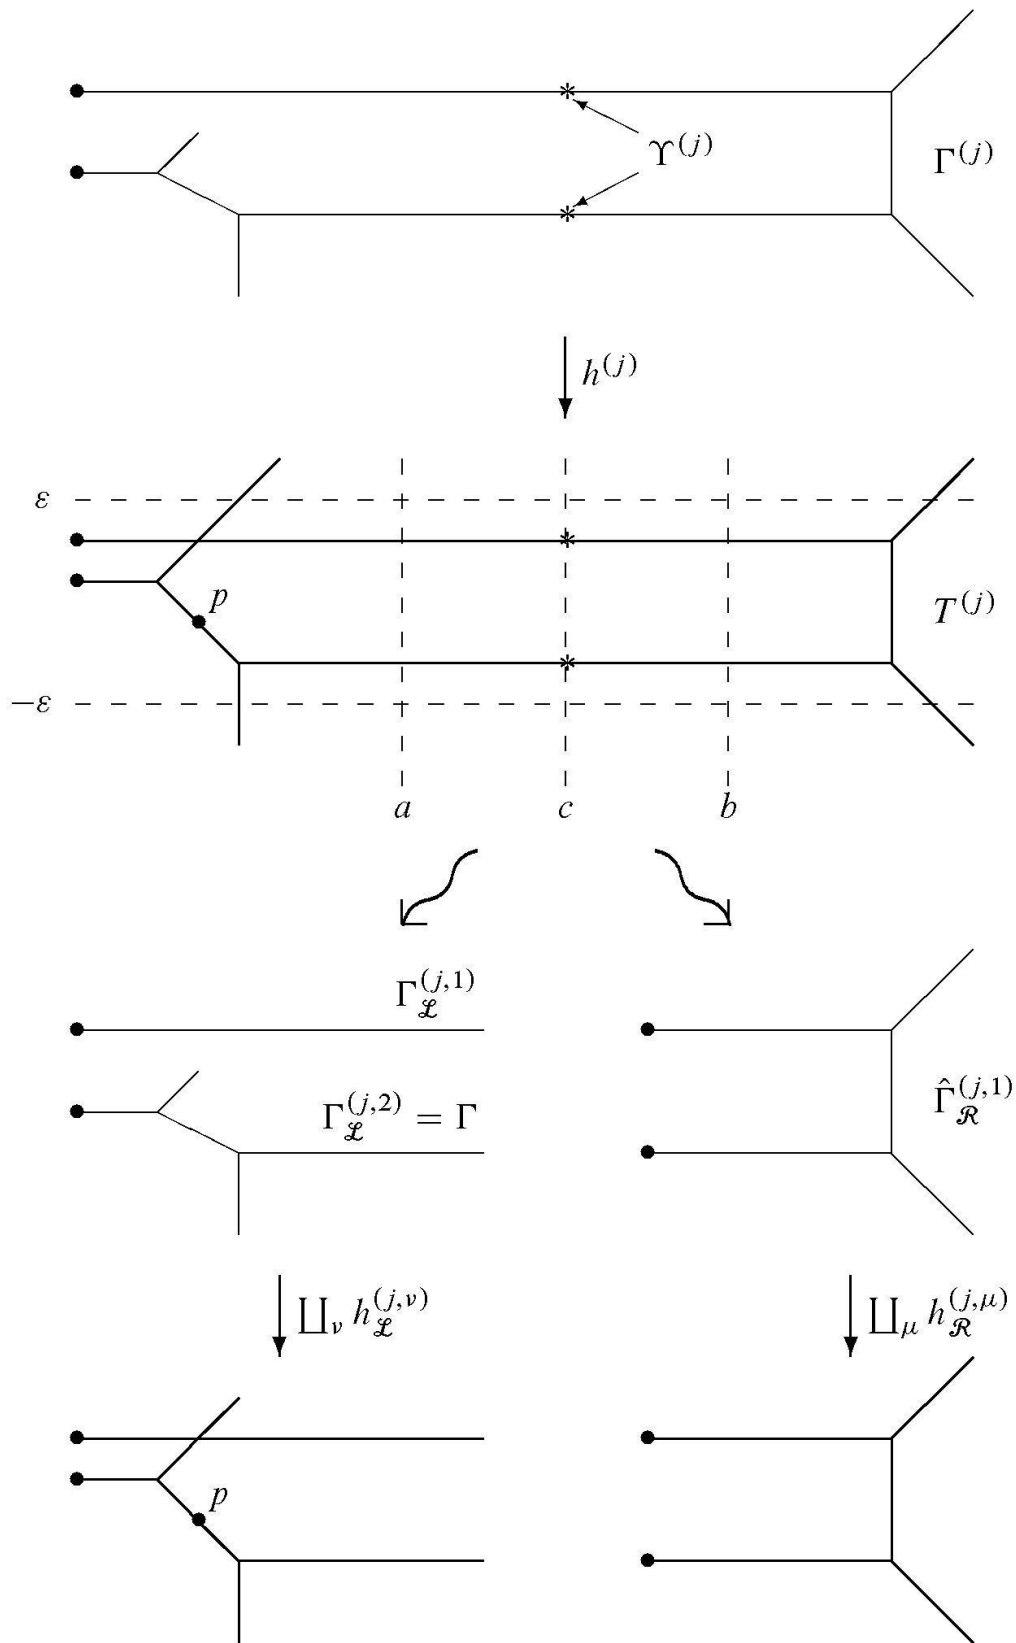 ϒ^(j)
Γ^(j)
h^(j)
ε
p
T^(j)
−ε
a c b
Γ_ℒ^(j,1)
Γ_ℒ^(j,2) = Γ
Γ̂_ℛ^(j,1)
∐_ν h_ℒ^(j,ν)
∐_μ h_ℛ^(j,μ)
p